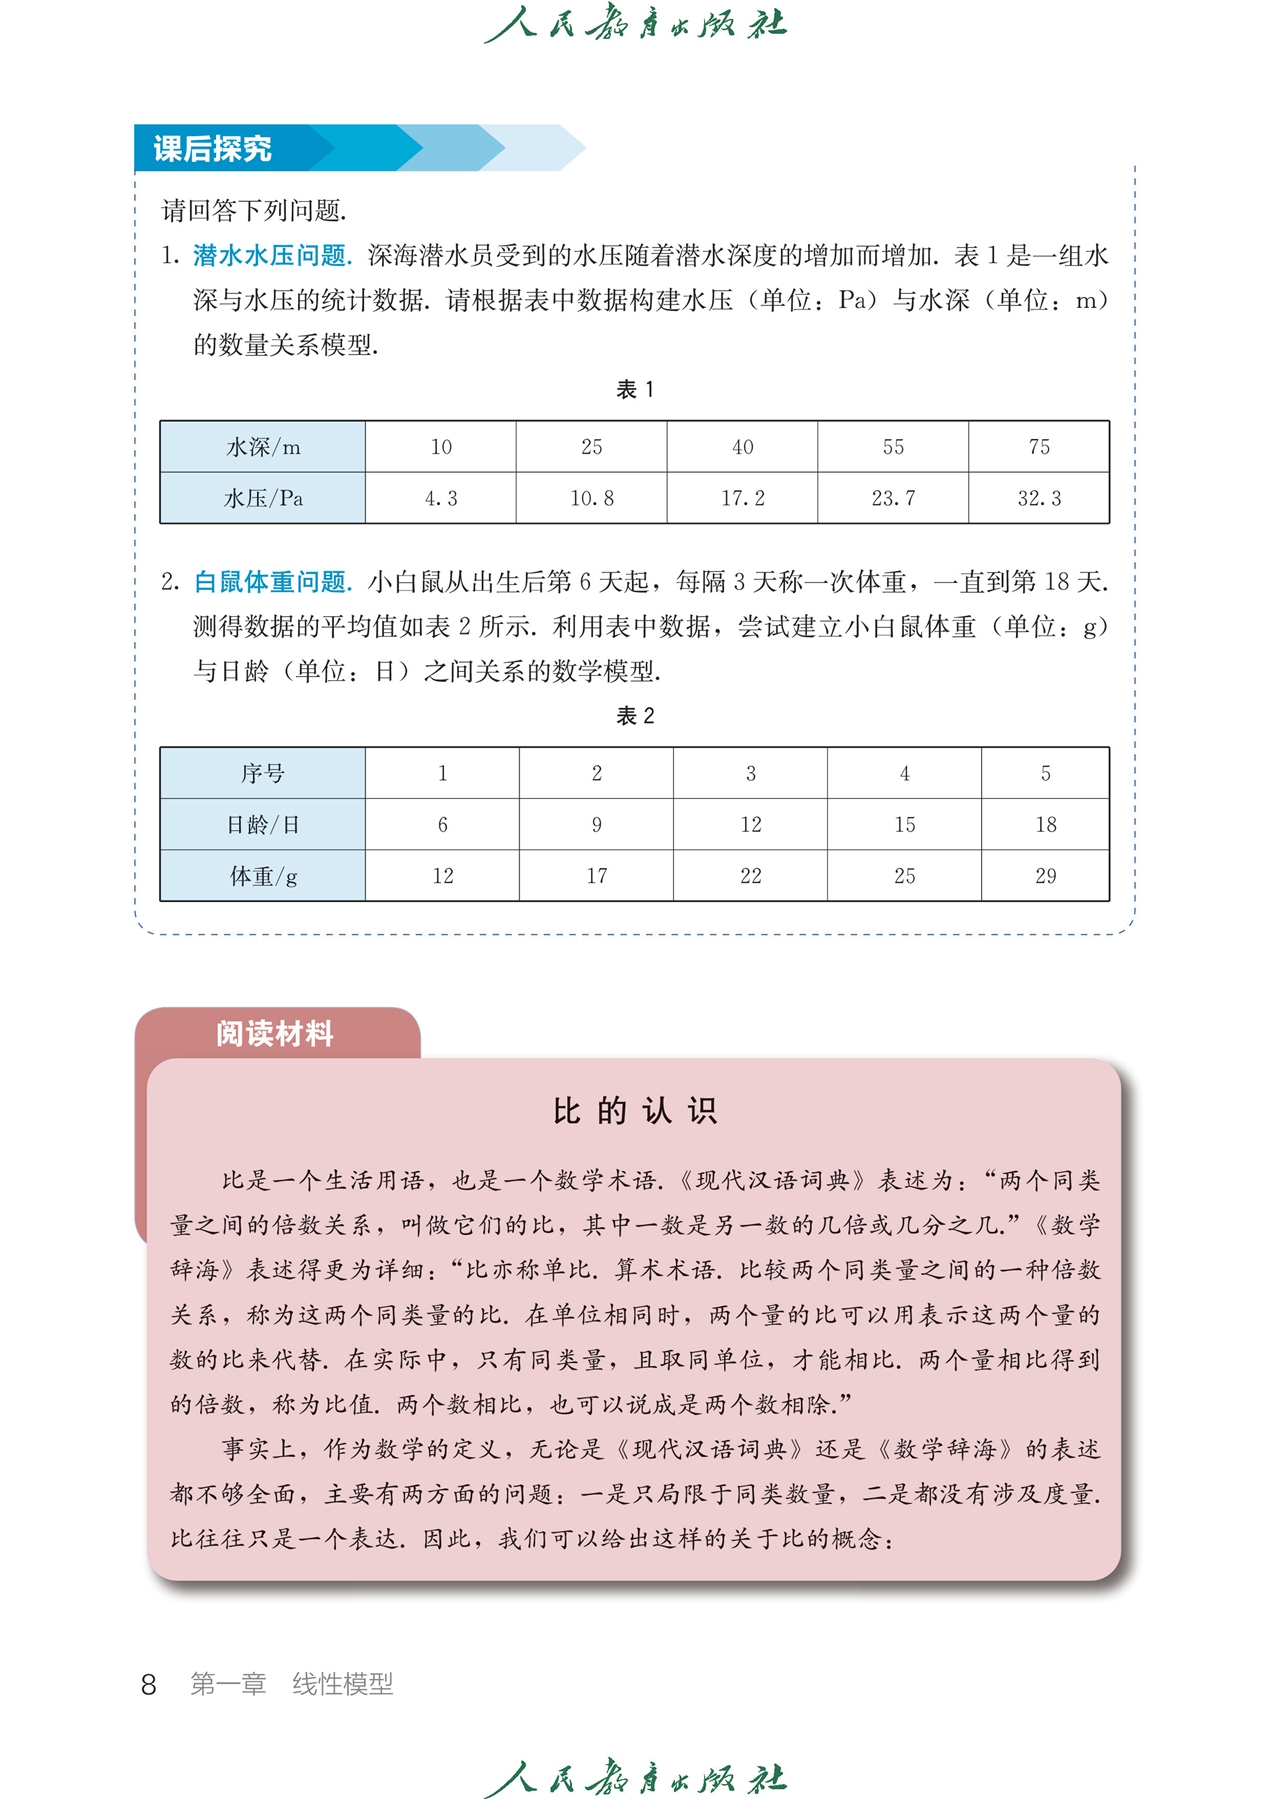 人民教育出版社
课后探究
请回答下列问题.
1. 潜水水压问题. 深海潜水员受到的水压随着潜水深度的增加而增加. 表 1 是一组水
深与水压的统计数据. 请根据表中数据构建水压（单位：Pa）与水深（单位：m）
的数量关系模型.
表 1
水深/m 10 25 40 55 75
水压/Pa 4.3 10.8 17.2 23.7 32.3
2. 白鼠体重问题. 小白鼠从出生后第 6 天起，每隔 3 天称一次体重，一直到第 18 天.
测得数据的平均值如表 2 所示. 利用表中数据，尝试建立小白鼠体重（单位：g）
与日龄（单位：日）之间关系的数学模型.
表 2
序号 1 2 3 4 5
日龄/日 6 9 12 15 18
体重/g 12 17 22 25 29
阅读材料
比的认识
比是一个生活用语，也是一个数学术语.《现代汉语词典》表述为：“两个同类
量之间的倍数关系，叫做它们的比，其中一数是另一数的几倍或几分之几.”《数学
辞海》表述得更为详细：“比亦称单比. 算术术语. 比较两个同类量之间的一种倍数
关系，称为这两个同类量的比. 在单位相同时，两个量的比可以用表示这两个量的
数的比来代替. 在实际中，只有同类量，且取同单位，才能相比. 两个量相比得到
的倍数，称为比值. 两个数相比，也可以说成是两个数相除.”
事实上，作为数学的定义，无论是《现代汉语词典》还是《数学辞海》的表述
都不够全面，主要有两方面的问题：一是只局限于同类数量，二是都没有涉及度量.
比往往只是一个表达. 因此，我们可以给出这样的关于比的概念：
8 第一章 线性模型
人民教育出版社